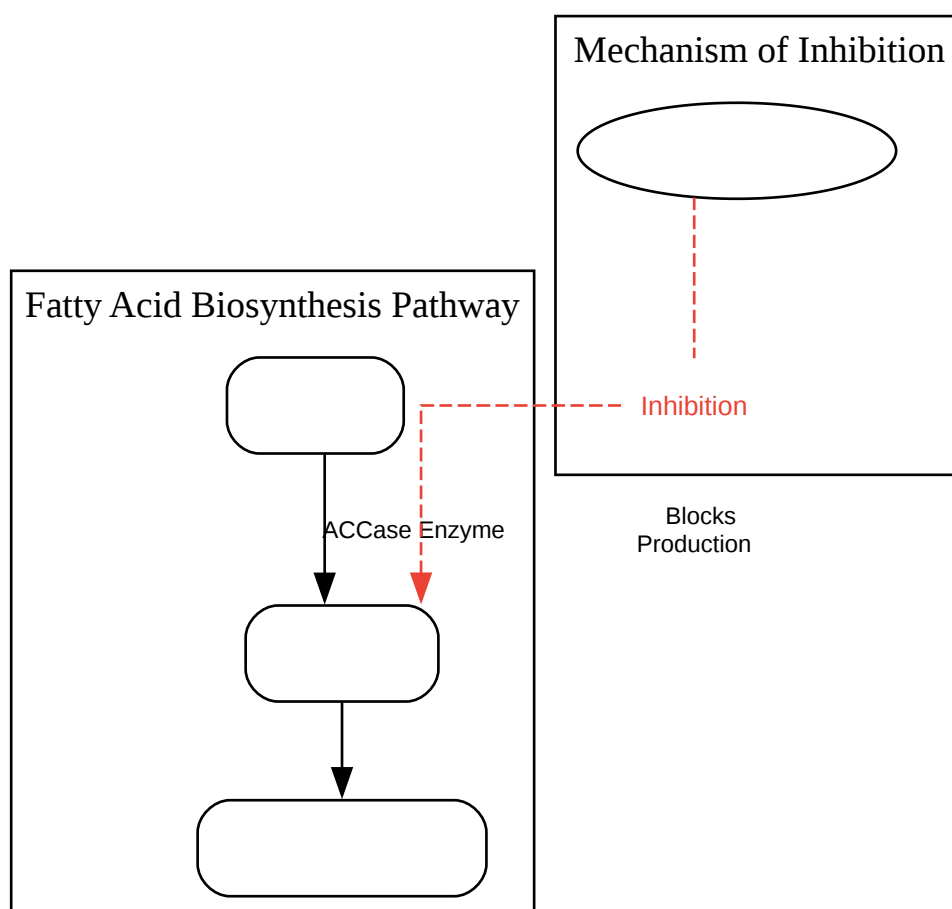 Mechanism of Inhibition
Fatty Acid Biosynthesis Pathway
Inhibition
ACCase Enzyme
Blocks
Production